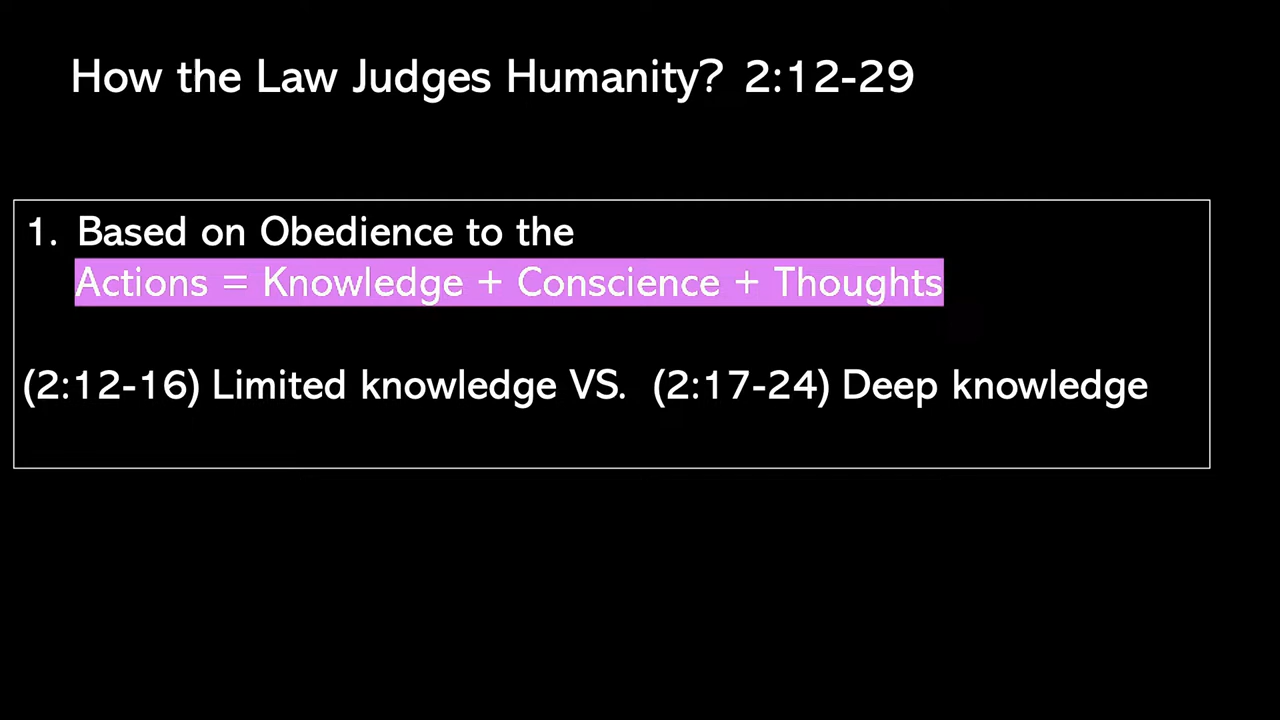 How the Law Judges Humanity? 2:12-29
1. Based on Obedience to the
Actions = Knowledge + Conscience + Thoughts
(2:12-16) Limited knowledge VS. (2:17-24) Deep knowledge